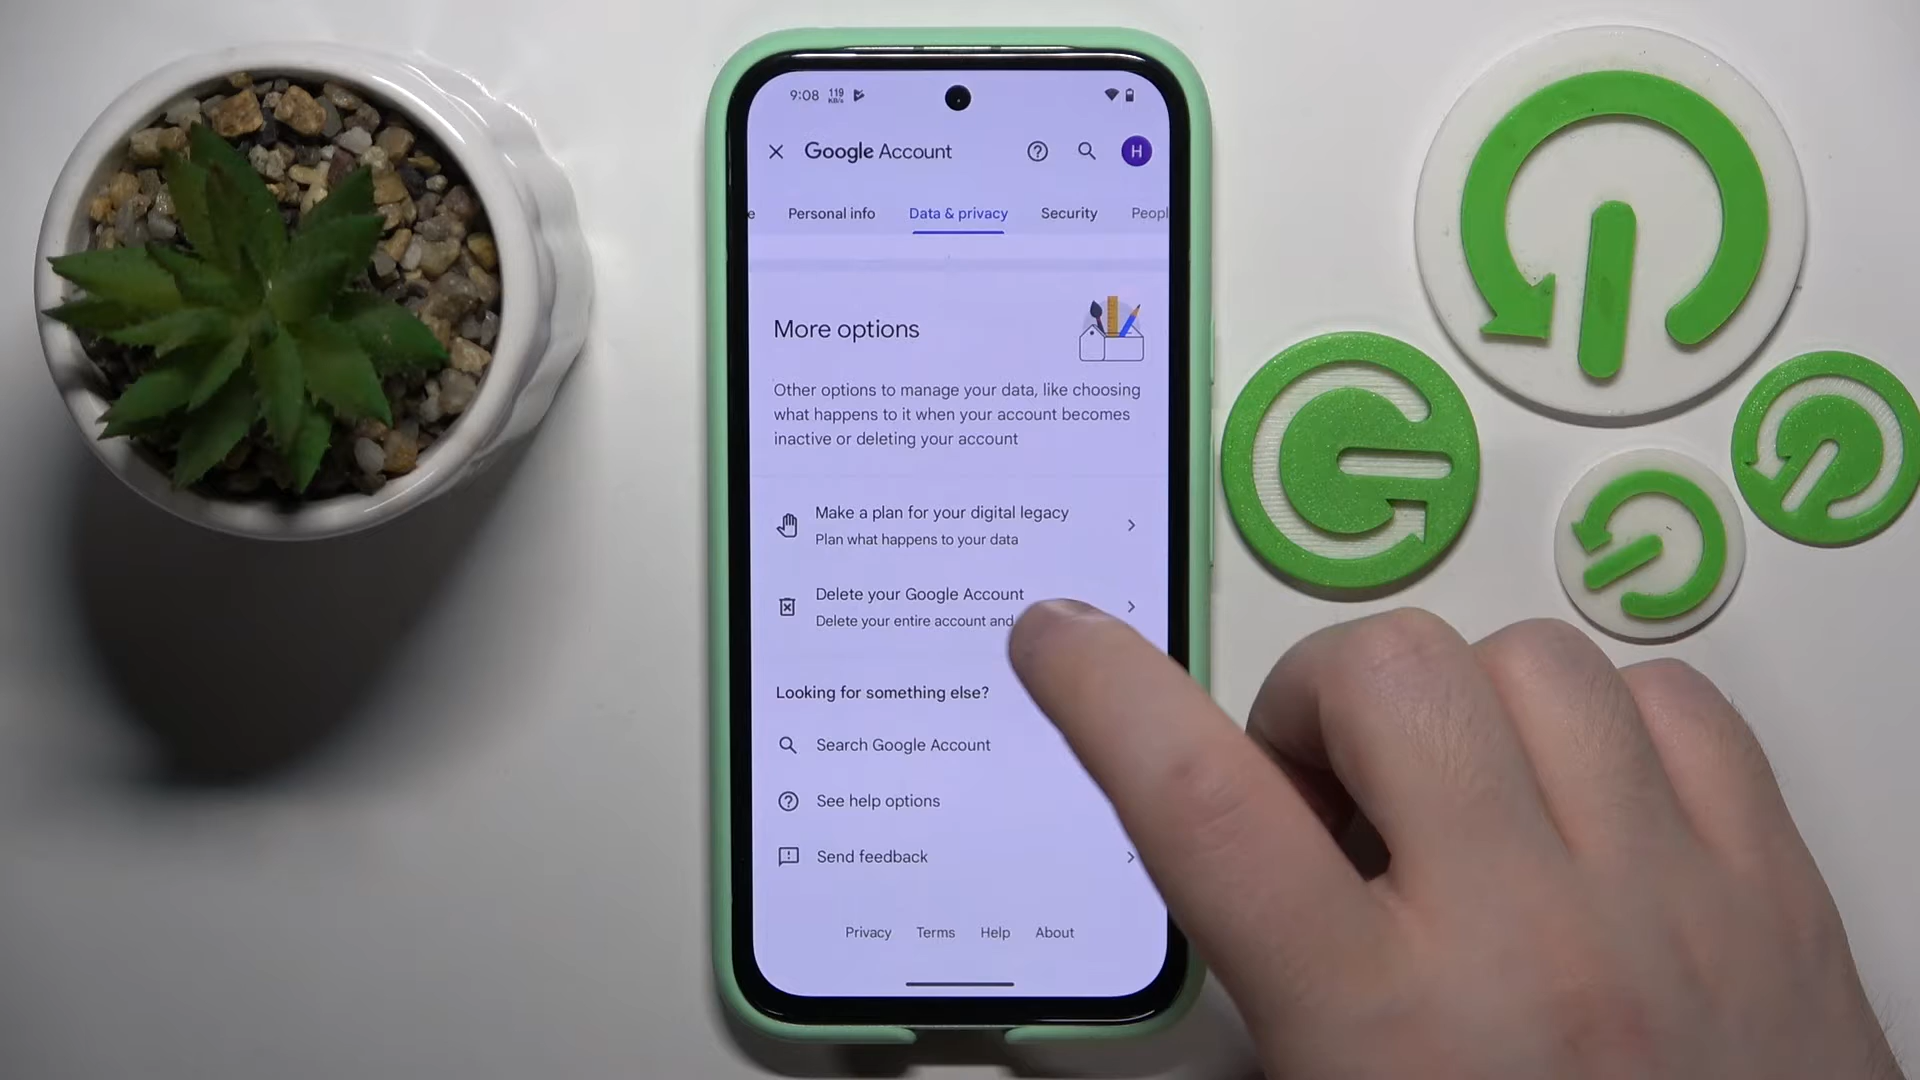 9:08 119 KB/s
Google Account
H
e Personal info Data & privacy Security Peopl
More options
Other options to manage your data, like choosing
what happens to it when your account becomes
inactive or deleting your account
Make a plan for your digital legacy
Plan what happens to your data
Delete your Google Account
Delete your entire account and
Looking for something else?
Search Google Account
See help options
Send feedback
Privacy Terms Help About